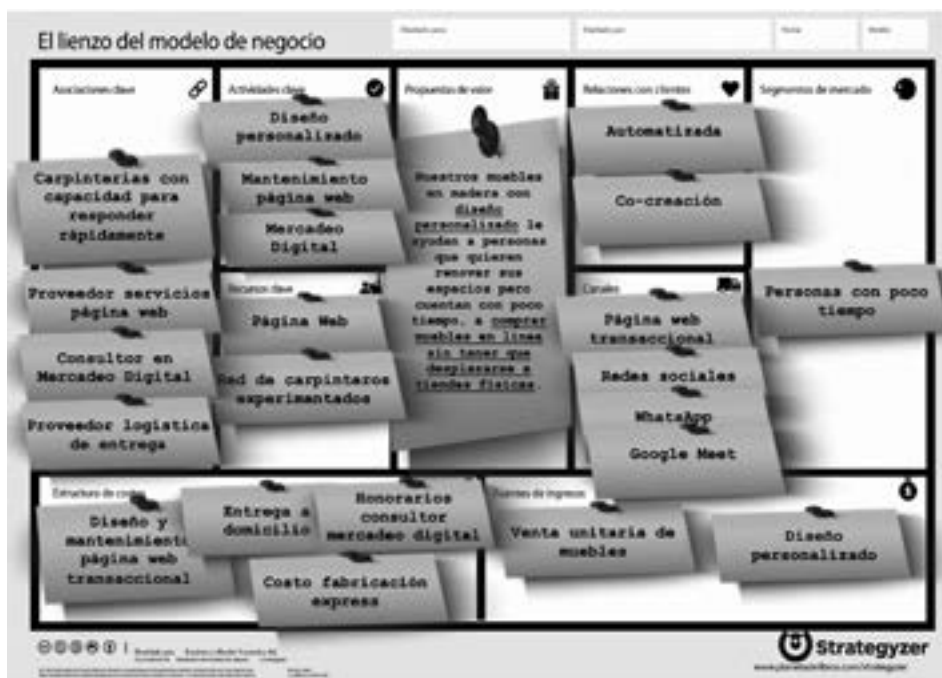 El lienzo del modelo de negocio
Asociaciones clave
Carpinterías con
capacidad para
responder
rápidamente
Proveedor servicios
página web
Consultor en
Mercadeo Digital
Proveedor logística
de entrega
Actividades clave
Diseño
personalizado
Mantenimiento
página web
Mercadeo
Digital
Recursos clave
Página Web
Red de carpinteros
experimentados
Propuestas de valor
Nuestros muebles
en madera con
diseño
personalizado le
ayudan a personas
que quieren
renovar sus
espacios pero
cuentan con poco
tiempo, a comprar
muebles en línea
sin tener que
desplazarse a
tiendas físicas.
Relaciones con clientes
Automatizada
Co-creación
Canales
Página web
transaccional
Redes sociales
WhatsApp
Google Meet
Segmentos de mercado
Personas con poco
tiempo
Estructura de costes
Diseño y
mantenimiento
página web
transaccional
Entrega a
domicilio
Honorarios
consultor
mercadeo digital
Costo fabricación
express
Fuentes de ingresos
Venta unitaria de
muebles
Diseño
personalizado
Strategyzer